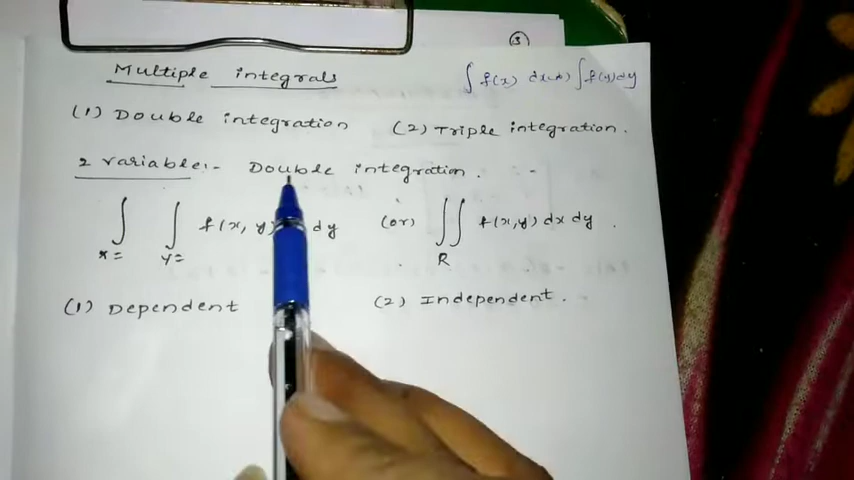 ③
Multiple integrals
∫ f(x) dx (or) ∫ f(y) dy
(1) Double integration (2) Triple integration.
2 variable:- Double integration.
∫ ∫ f(x, y) dy (or) ∬ f(x,y) dx dy .
x= y= R
(1) Dependent (2) Independent.